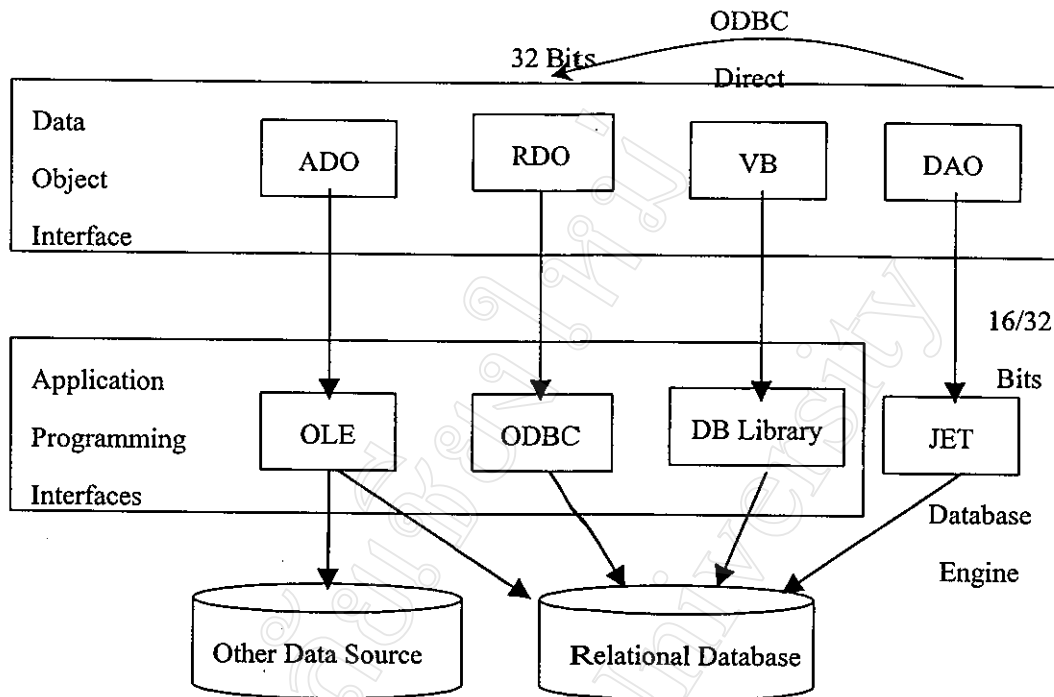 ODBC
32 Bits
Direct
Data
Object
Interface
ADO
RDO
VB
DAO
16/32
Bits
Application
Programming
Interfaces
OLE
ODBC
DB Library
JET
Database
Engine
Other Data Source
Relational Database
University